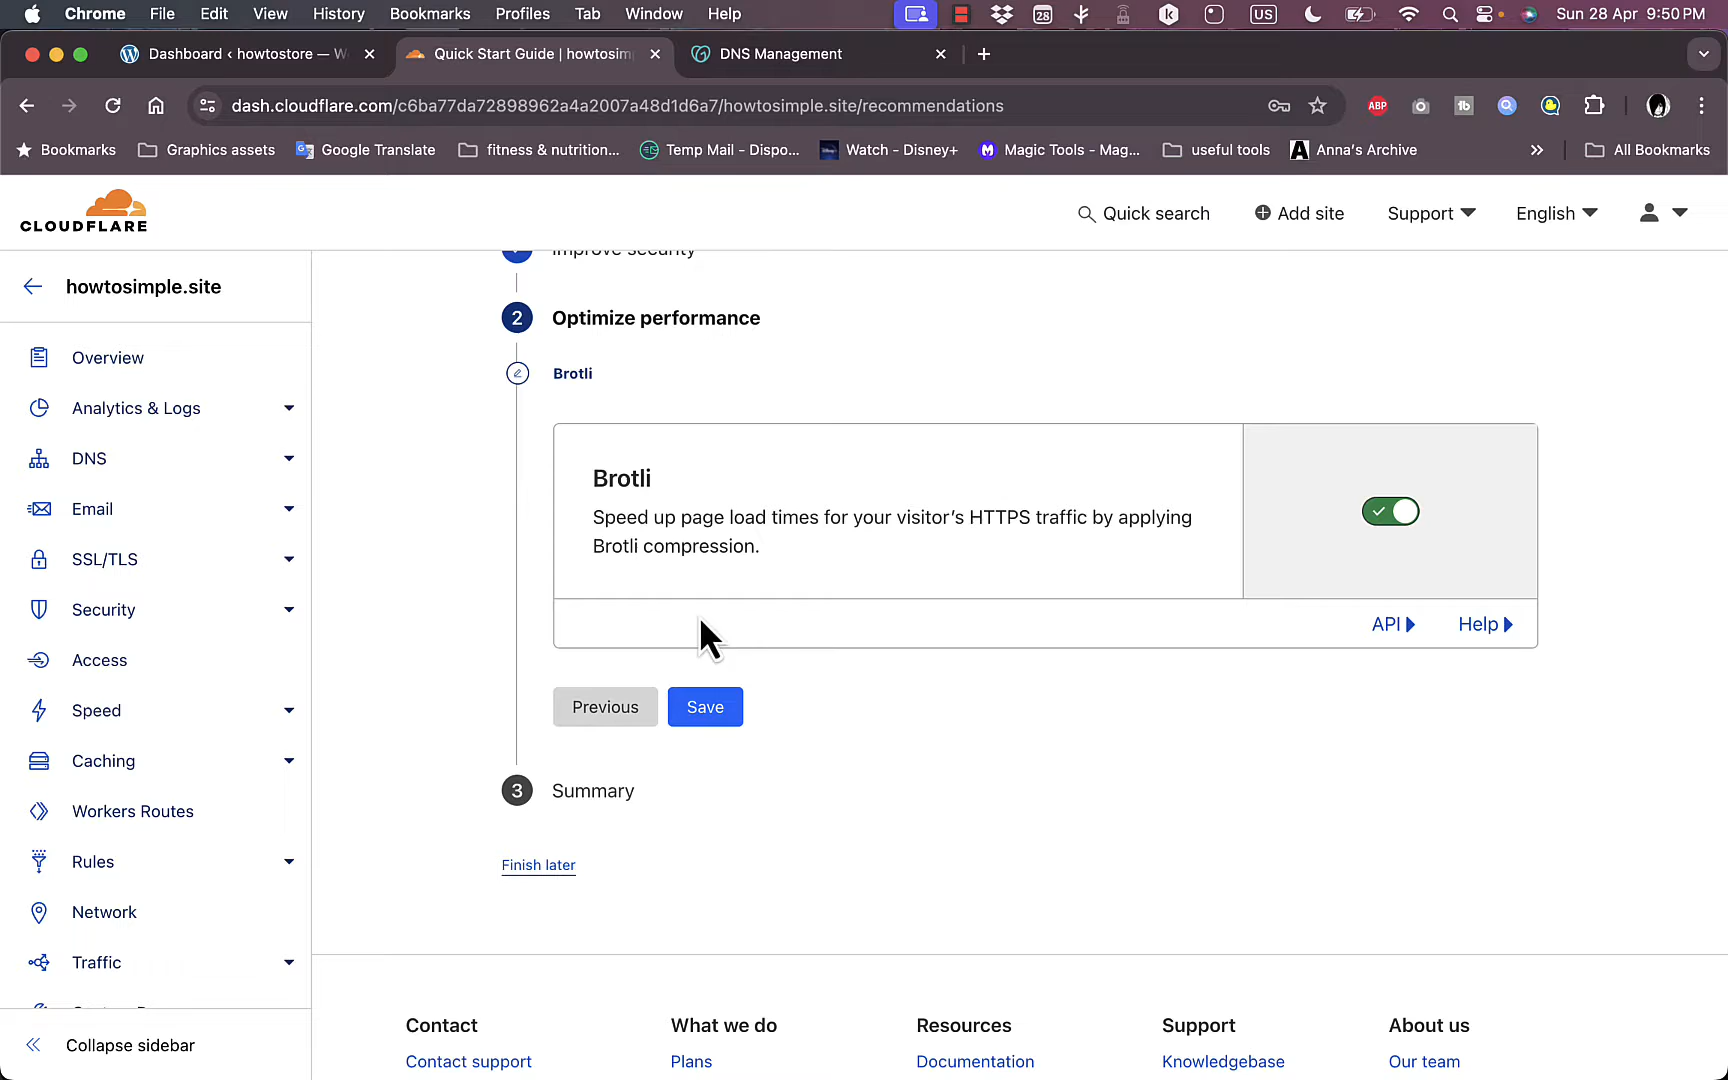 Chrome File Edit View History Bookmarks Profiles Tab Window Help 28 US Sun 28 Apr 9:50 PM
Dashboard ‹ howtostore — W
Quick Start Guide | howtosim
DNS Management
dash.cloudflare.com/c6ba77da72898962a4a2007a48d1d6a7/howtosimple.site/recommendations
ABP
tb
Bookmarks Graphics assets Google Translate fitness & nutrition... Temp Mail - Dispo... Watch - Disney+ Magic Tools - Mag... useful tools Anna's Archive » All Bookmarks
CLOUDFLARE
Quick search Add site Support English
howtosimple.site
Overview
Analytics & Logs
DNS
Email
SSL/TLS
Security
Access
Speed
Caching
Workers Routes
Rules
Network
Traffic
Collapse sidebar
Improve security
2 Optimize performance
Brotli
Brotli
Speed up page load times for your visitor's HTTPS traffic by applying
Brotli compression.
API Help
Previous Save
3 Summary
Finish later
Contact What we do Resources Support About us
Contact support Plans Documentation Knowledgebase Our team